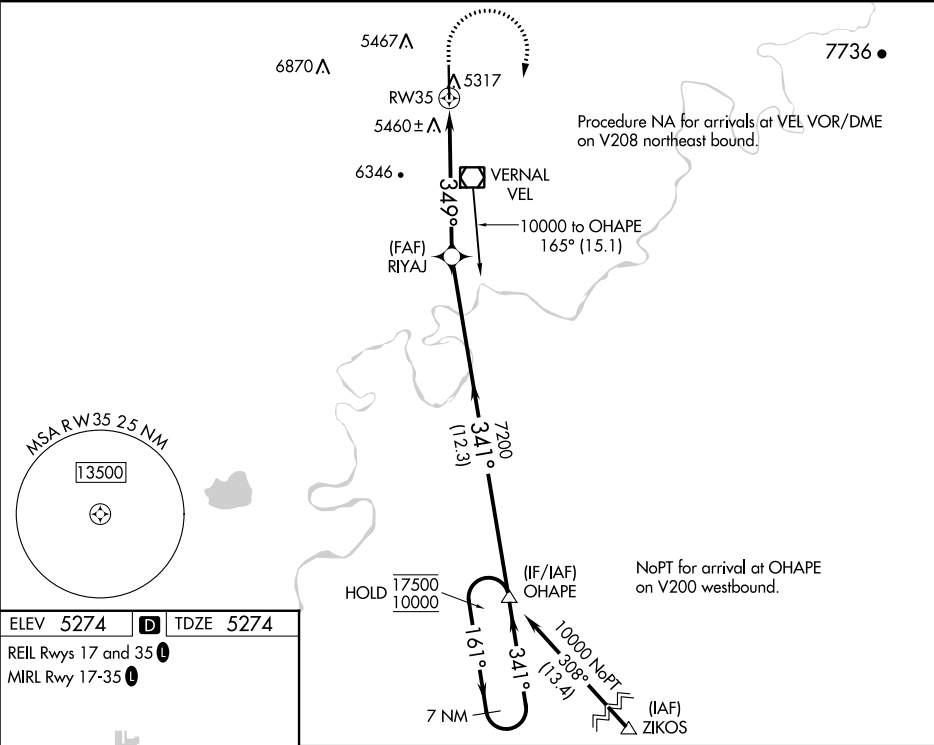 5467
6870
5317
RW35
5460 ±
7736
Procedure NA for arrivals at VEL VOR/DME
on V208 northeast bound.
6346
VERNAL
VEL
349°
10000 to OHAPE
165° (15.1)
(FAF)
RIYAJ
7200
341°
(12.3)
MSA RW35 25 NM
13500
(IF/IAF)
OHAPE
NoPT for arrival at OHAPE
on V200 westbound.
HOLD
17500
10000
161°
341°
7 NM
10000 NoPT
308°
(13.4)
(IAF)
ZIKOS
ELEV 5274 D TDZE 5274
REIL Rwys 17 and 35 L
MIRL Rwy 17-35 L